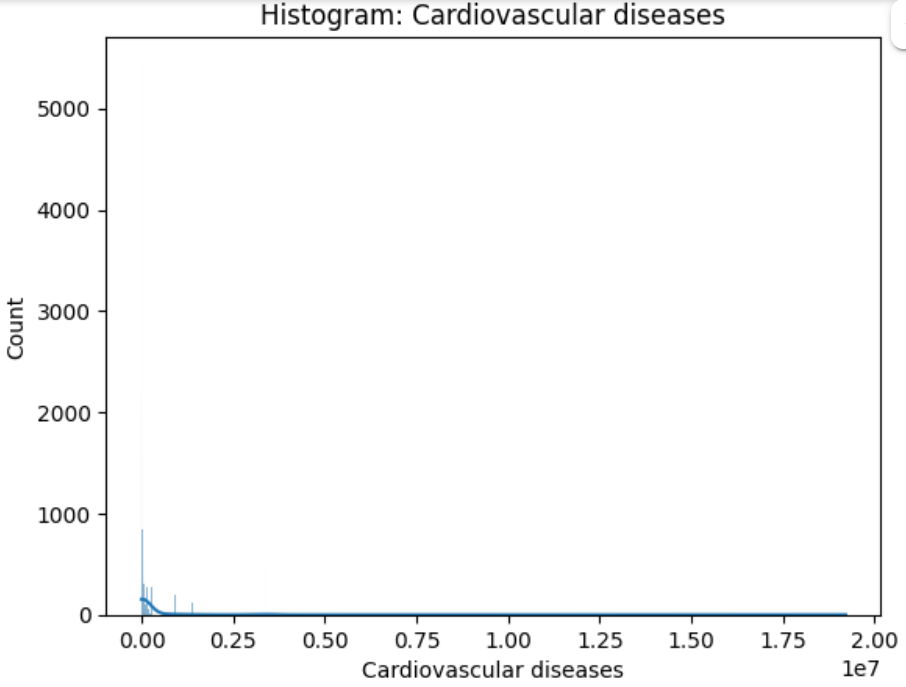 Histogram: Cardiovascular diseases
Count
5000
4000
3000
2000
1000
0
0.00 0.25 0.50 0.75 1.00 1.25 1.50 1.75 2.00
1e7
Cardiovascular diseases